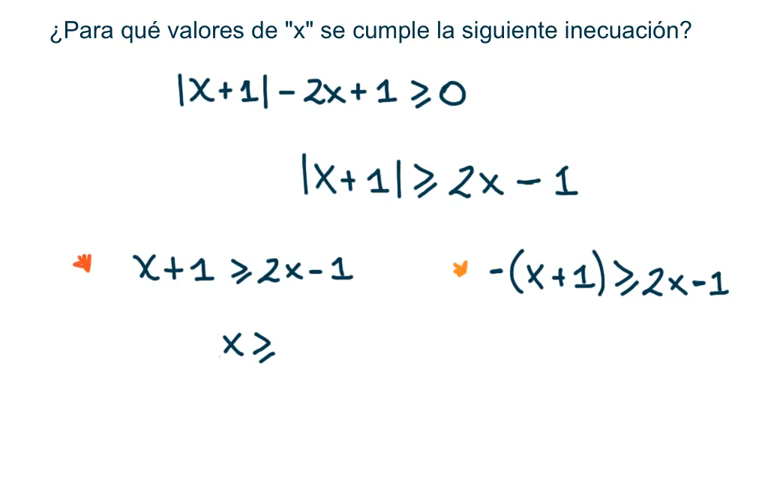 ¿Para qué valores de "x" se cumple la siguiente inecuación?
|x+1| - 2x + 1 ⩾ 0
|x+1| ⩾ 2x - 1
x+1 ⩾ 2x-1
-(x+1) ⩾ 2x-1
x ⩾